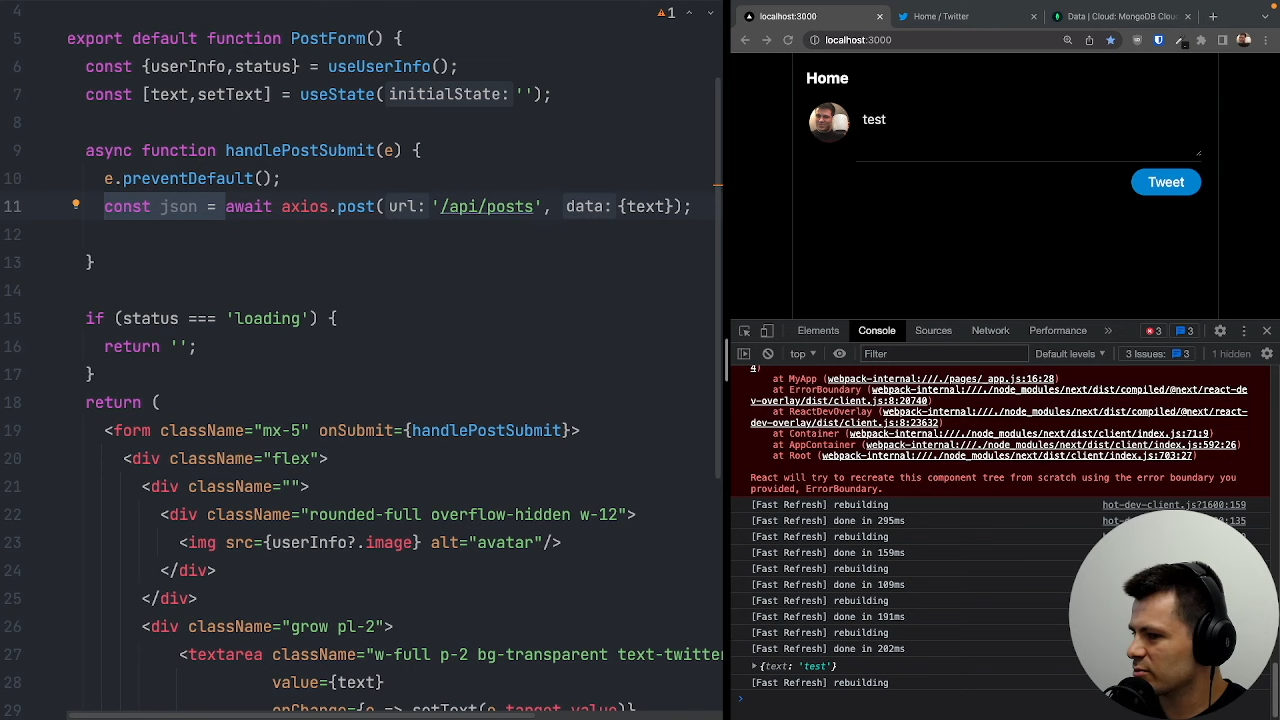 4
5 export default function PostForm() {
6 const {userInfo,status} = useUserInfo();
7 const [text,setText] = useState( initialState: '');
8
9 async function handlePostSubmit(e) {
10 e.preventDefault();
11 const json = await axios.post( url: '/api/posts', data: {text});
12
13 }
14
15 if (status === 'loading') {
16 return '';
17 }
18 return (
19 <form className="mx-5" onSubmit={handlePostSubmit}>
20 <div className="flex">
21 <div className="">
22 <div className="rounded-full overflow-hidden w-12">
23 <img src={userInfo?.image} alt="avatar"/>
24 </div>
25 </div>
26 <div className="grow pl-2">
27 <textarea className="w-full p-2 bg-transparent text-twitter
28 value={text}
onChange={e => setText(e.target.value)}
1
localhost:3000
Home / Twitter
Data | Cloud: MongoDB Clou
localhost:3000
Home
test
Tweet
Elements Console Sources Network Performance » 3 3
top Filter Default levels 3 Issues: 3 1 hidden
4)
at MyApp (webpack-internal:///./pages/_app.js:16:28)
at ErrorBoundary (webpack-internal:///./node_modules/next/dist/compiled/@next/react-de
v-overlay/dist/client.js:8:20740)
at ReactDevOverlay (webpack-internal:///./node_modules/next/dist/compiled/@next/react-
dev-overlay/dist/client.js:8:23632)
at Container (webpack-internal:///./node_modules/next/dist/client/index.js:71:9)
at AppContainer (webpack-internal:///./node_modules/next/dist/client/index.js:592:26)
at Root (webpack-internal:///./node_modules/next/dist/client/index.js:703:27)
React will try to recreate this component tree from scratch using the error boundary you
provided, ErrorBoundary.
[Fast Refresh] rebuilding hot-dev-client.js?1600:159
[Fast Refresh] done in 295ms
[Fast Refresh] rebuilding
[Fast Refresh] done in 159ms
[Fast Refresh] rebuilding
[Fast Refresh] done in 109ms
[Fast Refresh] rebuilding
[Fast Refresh] done in 191ms
[Fast Refresh] rebuilding
[Fast Refresh] done in 202ms
{text: 'test'}
[Fast Refresh] rebuilding